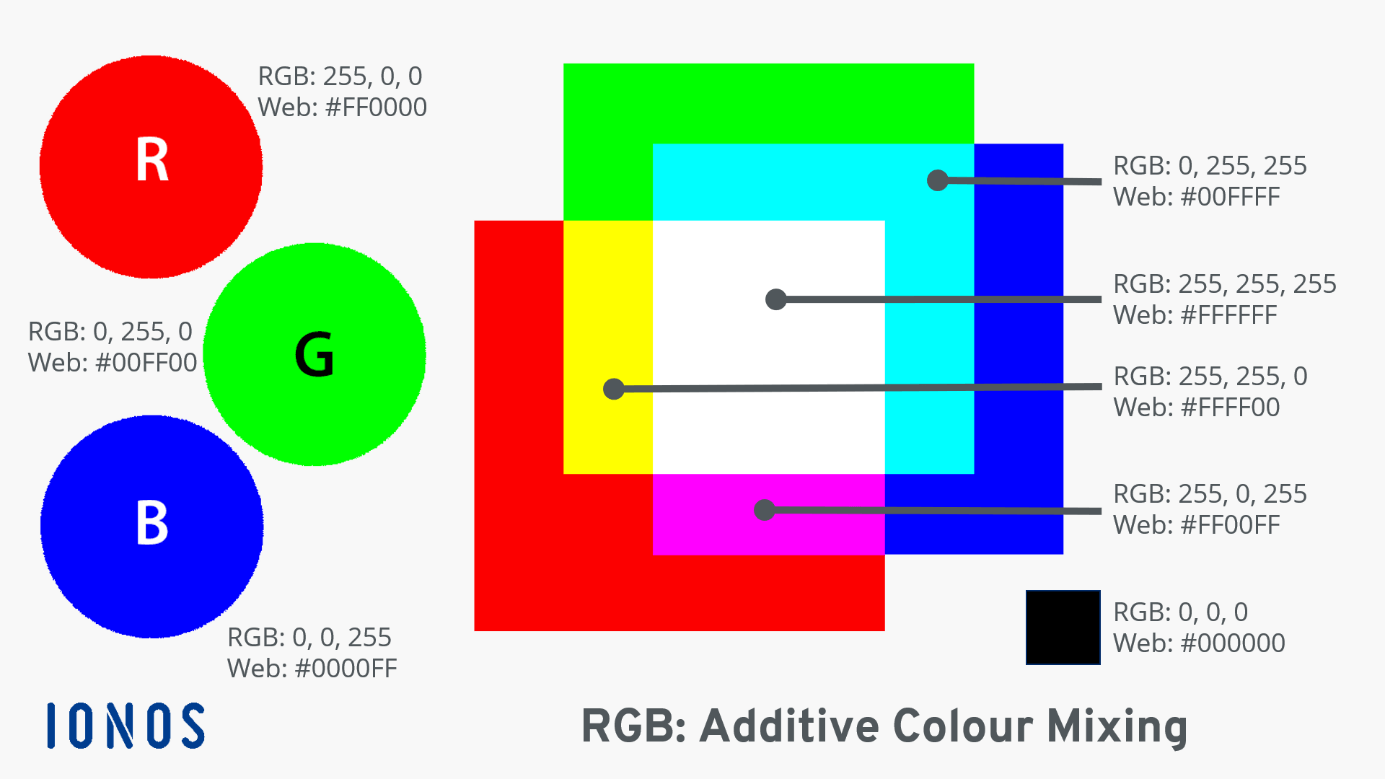 R
RGB: 255, 0, 0
Web: #FF0000
RGB: 0, 255, 0
Web: #00FF00
G
B
RGB: 0, 0, 255
Web: #0000FF
RGB: 0, 255, 255
Web: #00FFFF
RGB: 255, 255, 255
Web: #FFFFFF
RGB: 255, 255, 0
Web: #FFFF00
RGB: 255, 0, 255
Web: #FF00FF
RGB: 0, 0, 0
Web: #000000
IONOS
RGB: Additive Colour Mixing